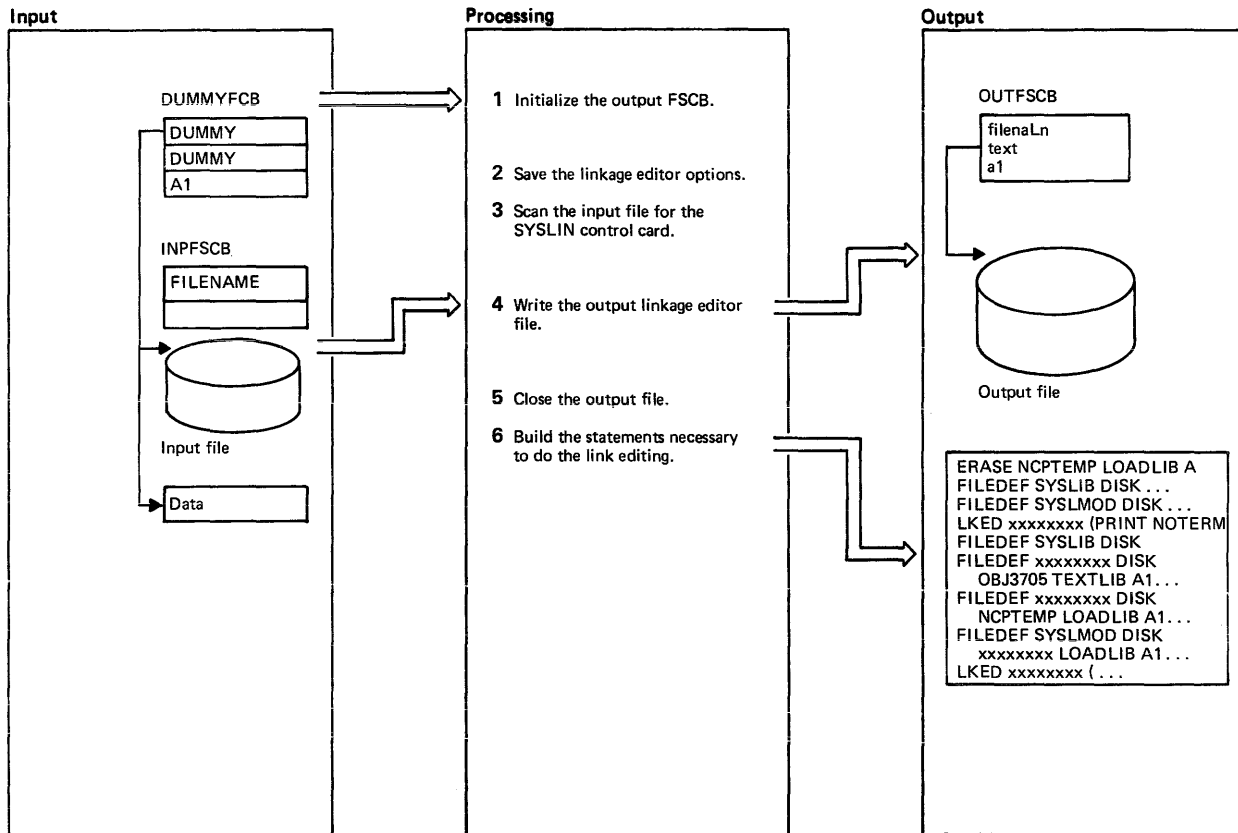 Input
Processing
Output
DUMMYFCB
DUMMY
DUMMY
A1
INPFSCB
FILENAME
Input file
Data
1 Initialize the output FSCB.
2 Save the linkage editor options.
3 Scan the input file for the
SYSLIN control card.
4 Write the output linkage editor
file.
5 Close the output file.
6 Build the statements necessary
to do the link editing.
OUTFSCB
filenaLn
text
a1
Output file
ERASE NCPTEMP LOADLIB A
FILEDEF SYSLIB DISK . . .
FILEDEF SYSLMOD DISK . . .
LKED xxxxxxxx (PRINT NOTERM
FILEDEF SYSLIB DISK
FILEDEF xxxxxxxx DISK
OBJ3705 TEXTLIB A1 . . .
FILEDEF xxxxxxxx DISK
NCPTEMP LOADLIB A1 . . .
FILEDEF SYSLMOD DISK
xxxxxxxx LOADLIB A1 . . .
LKED xxxxxxxx ( . . .